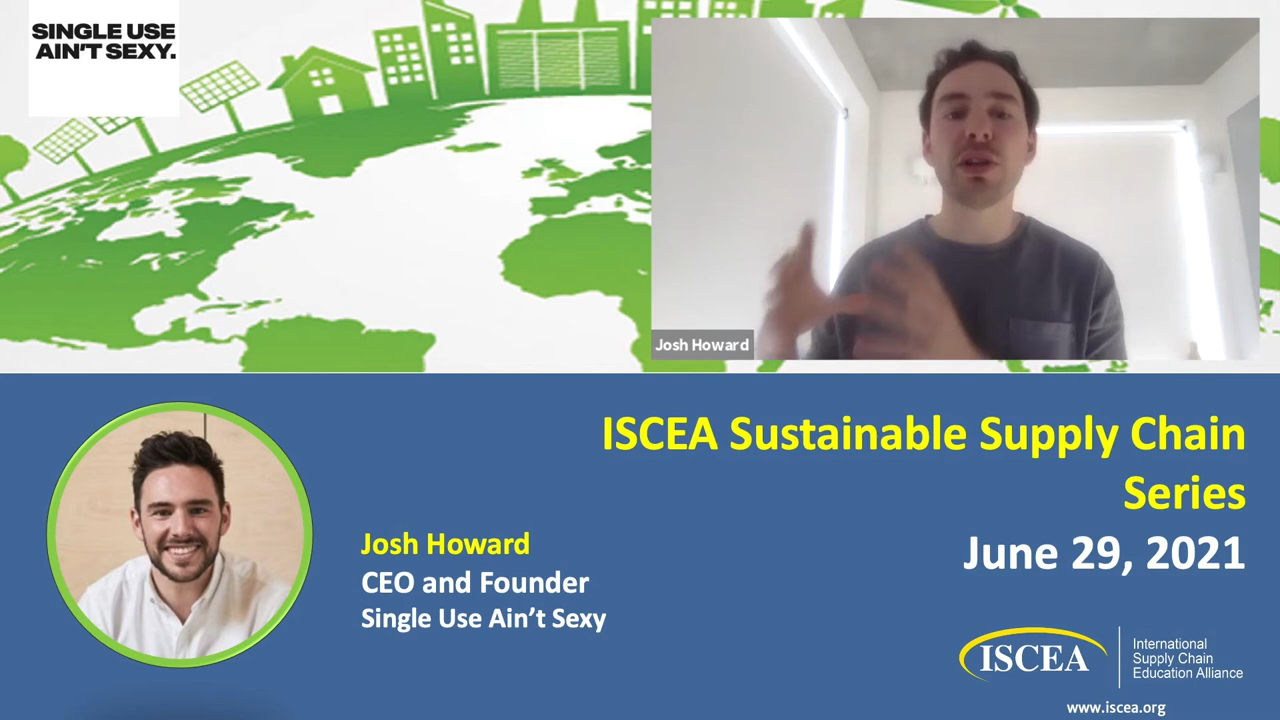 SINGLE USE
AIN'T SEXY.
Josh Howard
ISCEA Sustainable Supply Chain
Series
June 29, 2021
Josh Howard
CEO and Founder
Single Use Ain't Sexy
ISCEA
International
Supply Chain
Education Alliance
www.iscea.org